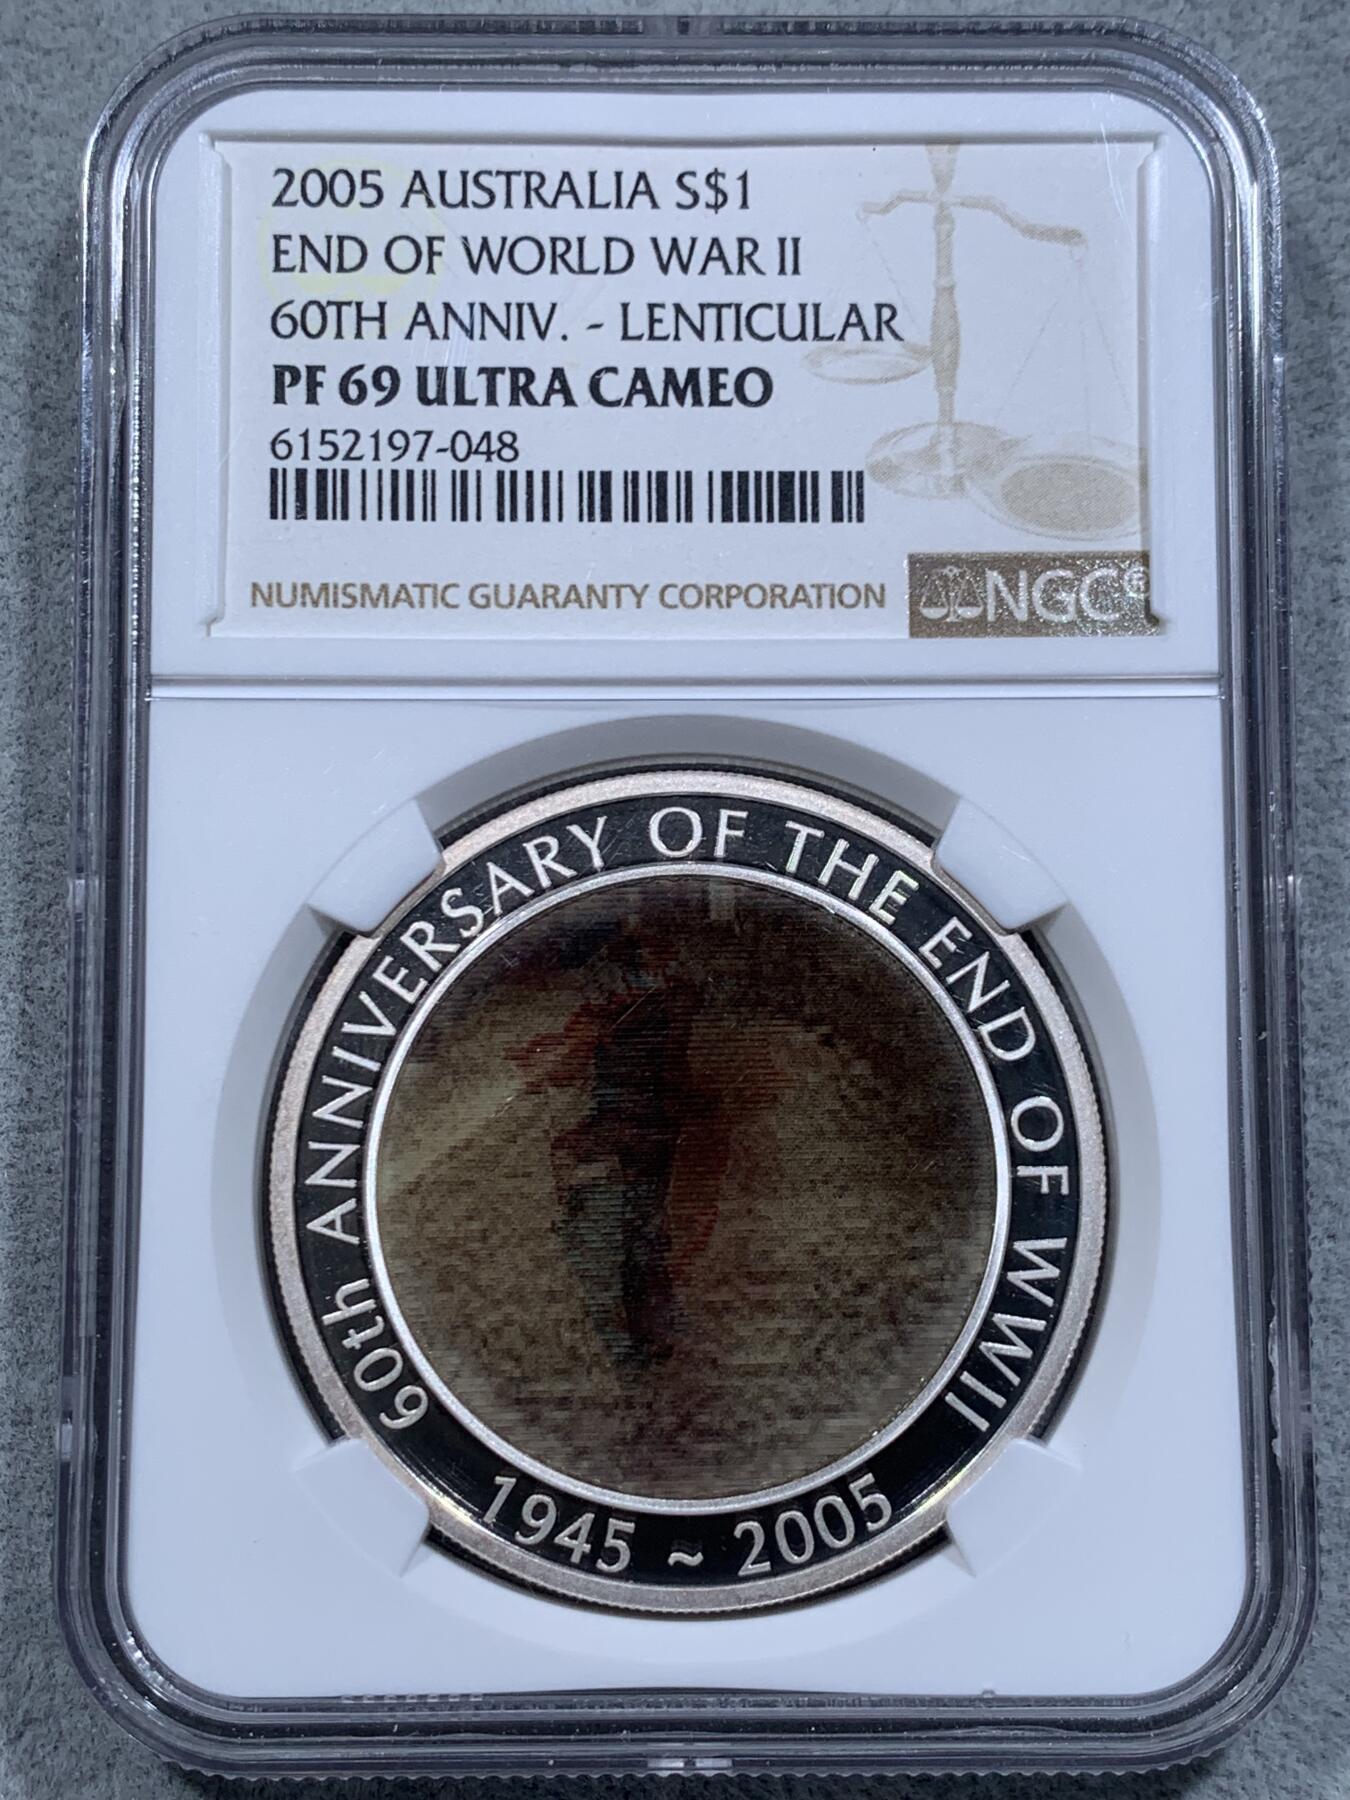 2005 AUSTRALIA S$1
END OF WORLD WAR II
60TH ANNIV. - LENTICULAR
PF 69 ULTRA CAMEO
6152197-048
NUMISMATIC GUARANTY CORPORATION
NGC®
60th ANNIVERSARY OF THE END OF WWII
1945 ~ 2005